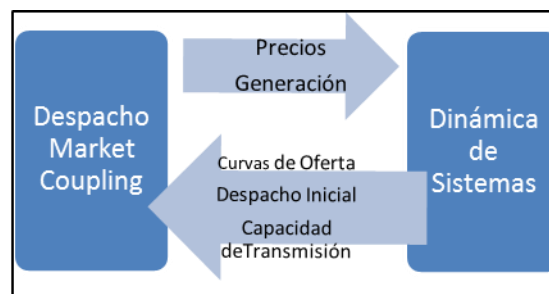 Despacho
Market
Coupling
Precios
Generación
Curvas de Oferta
Despacho Inicial
Capacidad
deTransmisión
Dinámica
de
Sistemas